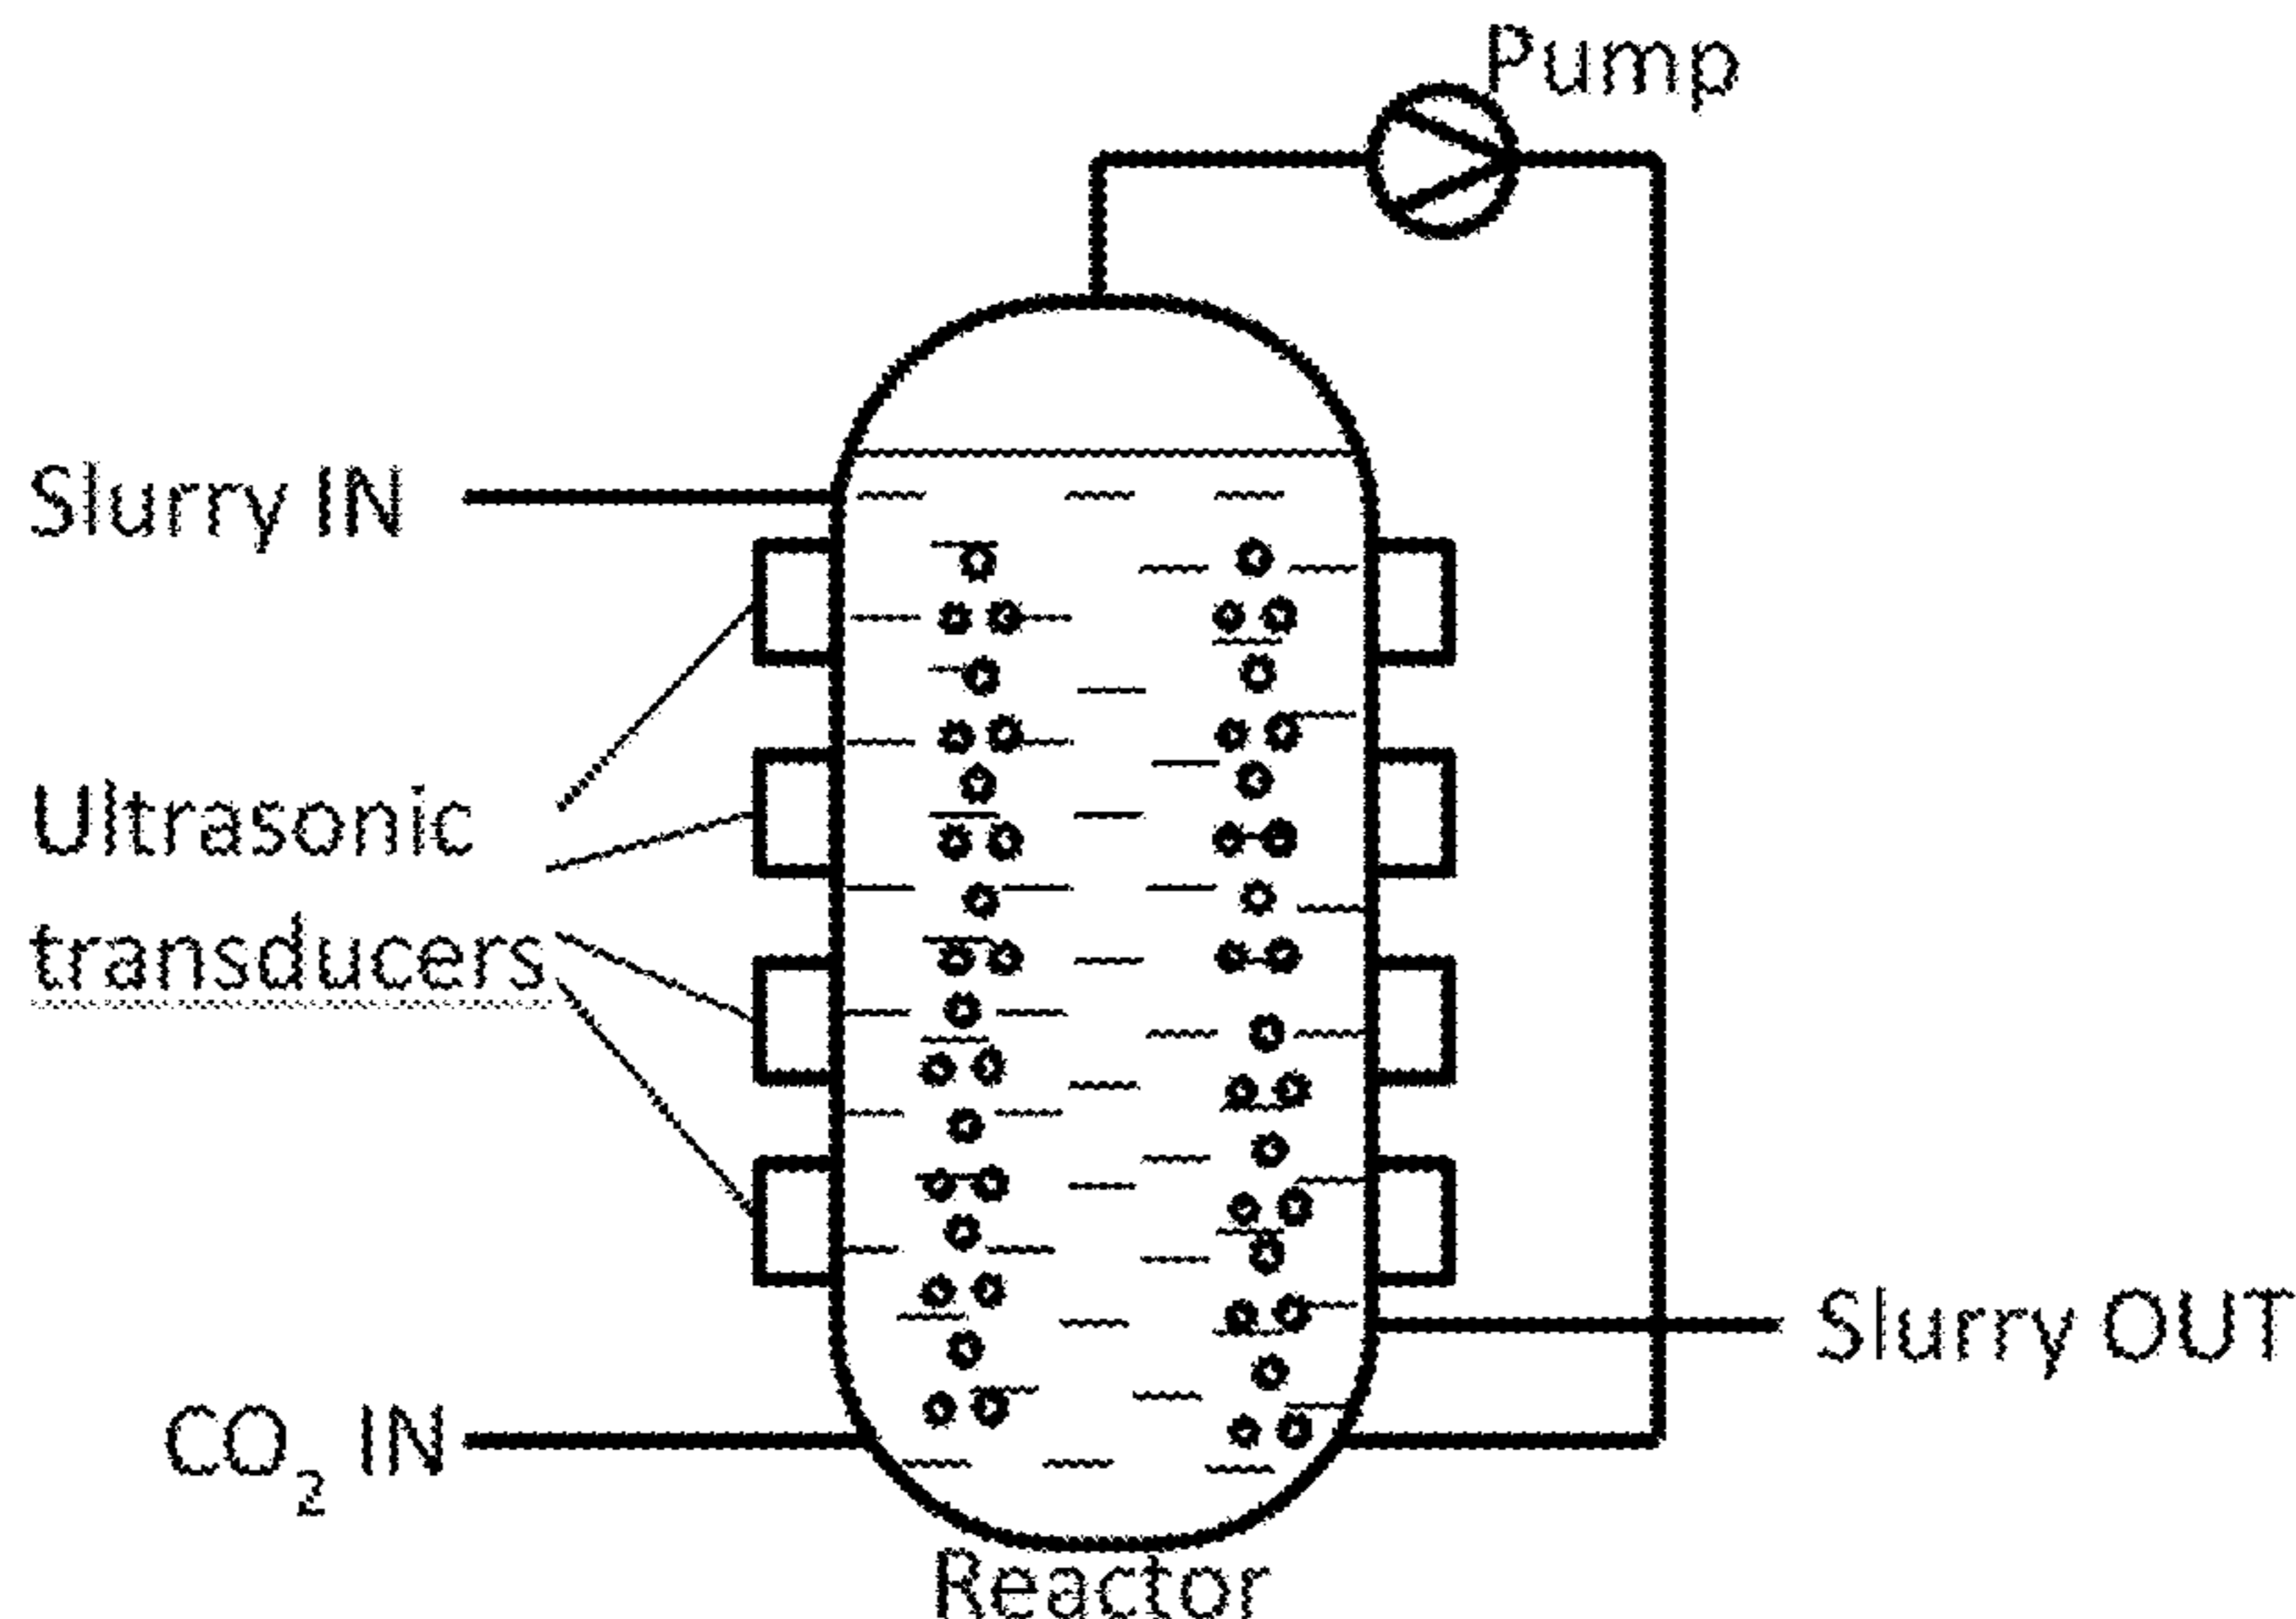 Pump
Slurry IN
Ultrasonic
transducers
Slurry OUT
CO₂ IN
Reactor